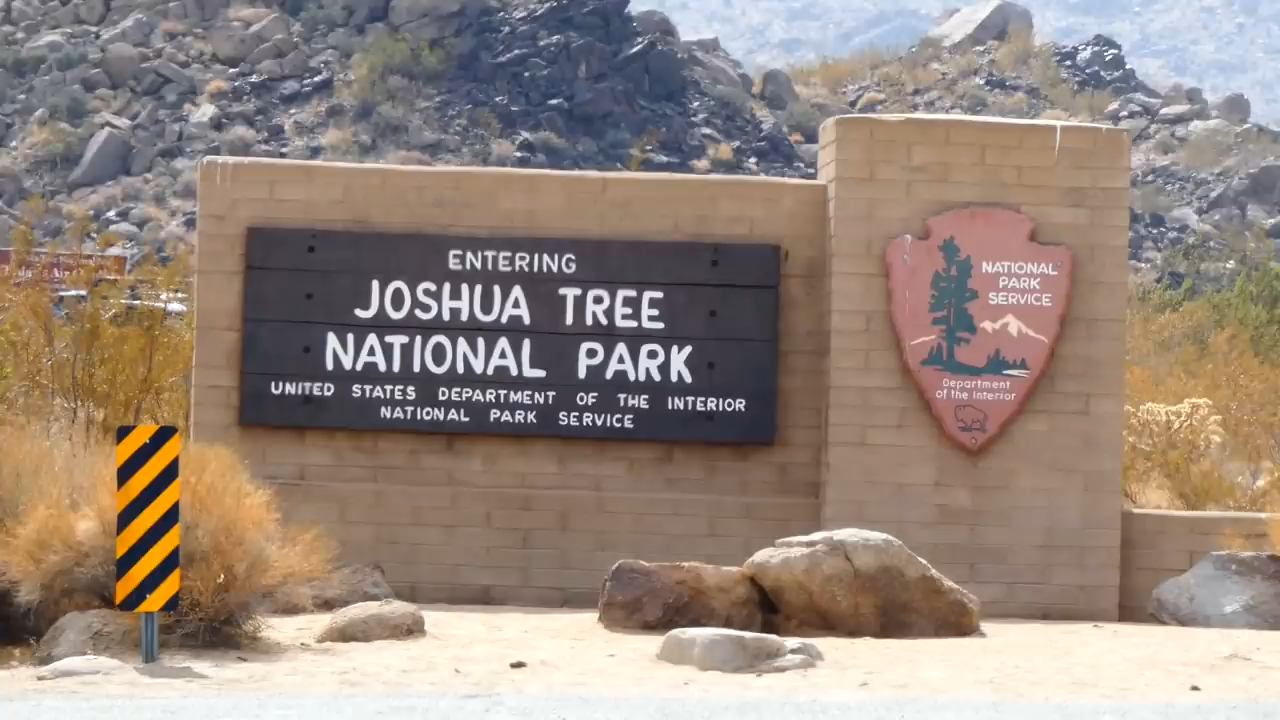 ENTERING
JOSHUA TREE
NATIONAL PARK
UNITED STATES DEPARTMENT OF THE INTERIOR
NATIONAL PARK SERVICE
NATIONAL
PARK
SERVICE
Department
of the Interior